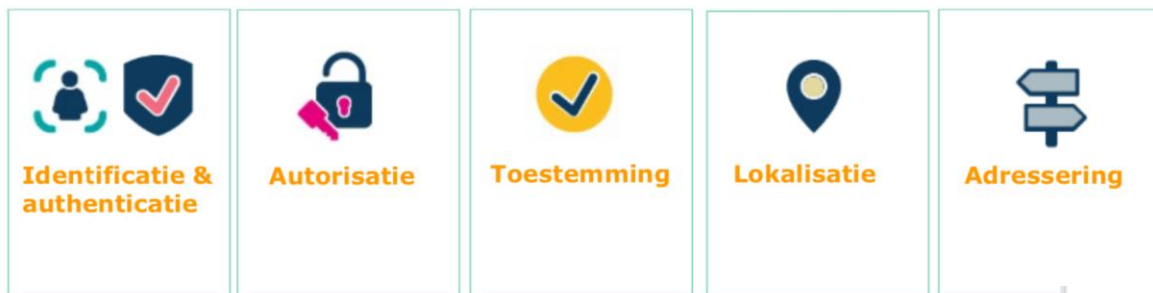 Identificatie &
authenticatie
Autorisatie
Toestemming
Lokalisatie
Adressering